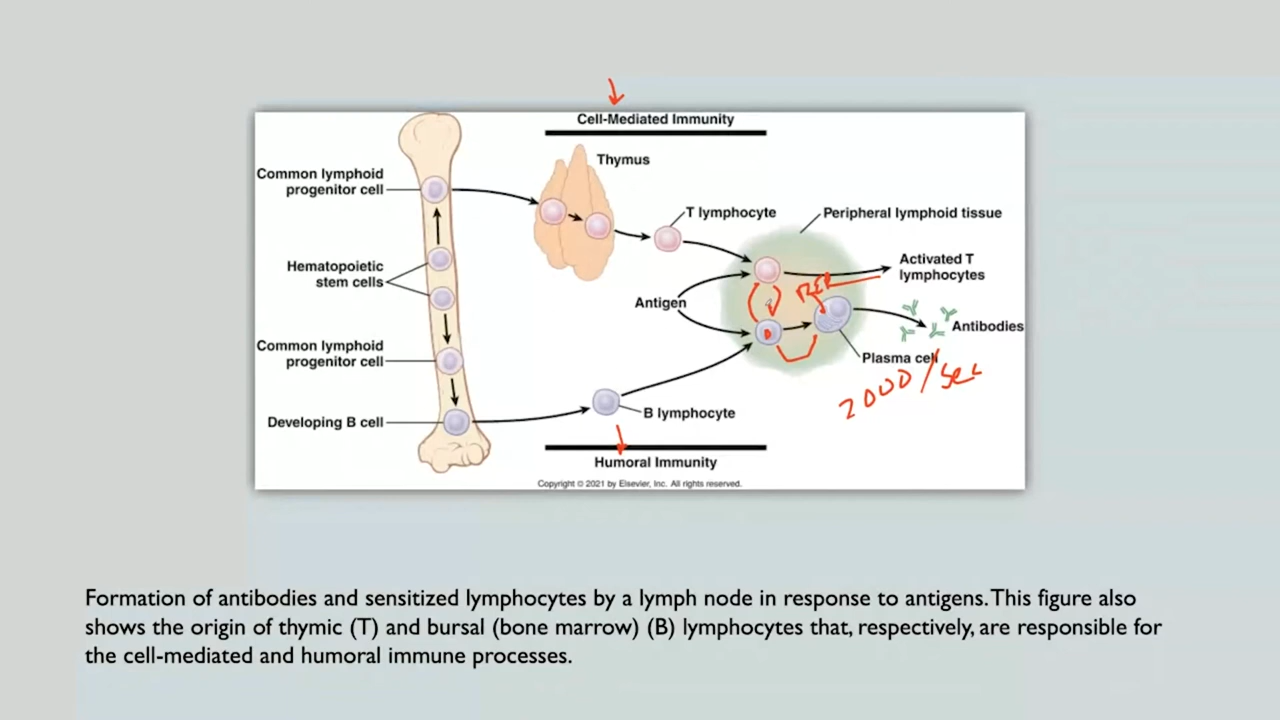 Cell-Mediated Immunity
Thymus
Common lymphoid
progenitor cell
T lymphocyte
Peripheral lymphoid tissue
Hematopoietic
stem cells
Activated T
lymphocytes
Antigen
RER
Antibodies
Common lymphoid
progenitor cell
Plasma cell
2000/sec
Developing B cell
B lymphocyte
Humoral Immunity
Copyright © 2021 by Elsevier, Inc. All rights reserved.
Formation of antibodies and sensitized lymphocytes by a lymph node in response to antigens. This figure also
shows the origin of thymic (T) and bursal (bone marrow) (B) lymphocytes that, respectively, are responsible for
the cell-mediated and humoral immune processes.